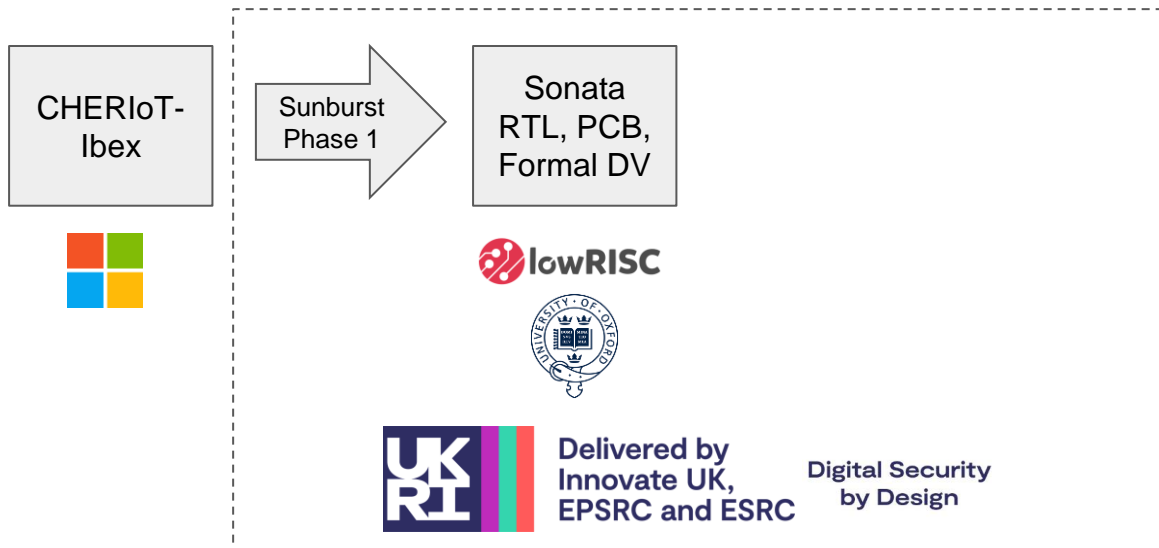 CHERIoT-
Ibex
Sunburst
Phase 1
Sonata
RTL, PCB,
Formal DV
lowRISC
UNIVERSITY · OF · OXFORD
UK
RI
Delivered by
Innovate UK,
EPSRC and ESRC
Digital Security
by Design